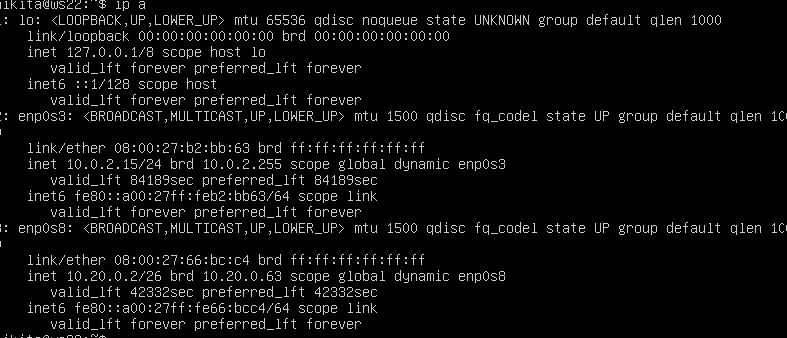 nikita@ws22:~$ ip a
1: lo: <LOOPBACK,UP,LOWER_UP> mtu 65536 qdisc noqueue state UNKNOWN group default qlen 1000
link/loopback 00:00:00:00:00:00 brd 00:00:00:00:00:00
inet 127.0.0.1/8 scope host lo
valid_lft forever preferred_lft forever
inet6 ::1/128 scope host
valid_lft forever preferred_lft forever
2: enp0s3: <BROADCAST,MULTICAST,UP,LOWER_UP> mtu 1500 qdisc fq_codel state UP group default qlen 100
0
link/ether 08:00:27:b2:bb:63 brd ff:ff:ff:ff:ff:ff
inet 10.0.2.15/24 brd 10.0.2.255 scope global dynamic enp0s3
valid_lft 84189sec preferred_lft 84189sec
inet6 fe80::a00:27ff:feb2:bb63/64 scope link
valid_lft forever preferred_lft forever
3: enp0s8: <BROADCAST,MULTICAST,UP,LOWER_UP> mtu 1500 qdisc fq_codel state UP group default qlen 100
0
link/ether 08:00:27:66:bc:c4 brd ff:ff:ff:ff:ff:ff
inet 10.20.0.2/26 brd 10.20.0.63 scope global dynamic enp0s8
valid_lft 42332sec preferred_lft 42332sec
inet6 fe80::a00:27ff:fe66:bcc4/64 scope link
valid_lft forever preferred_lft forever
nikita@ws22:~$